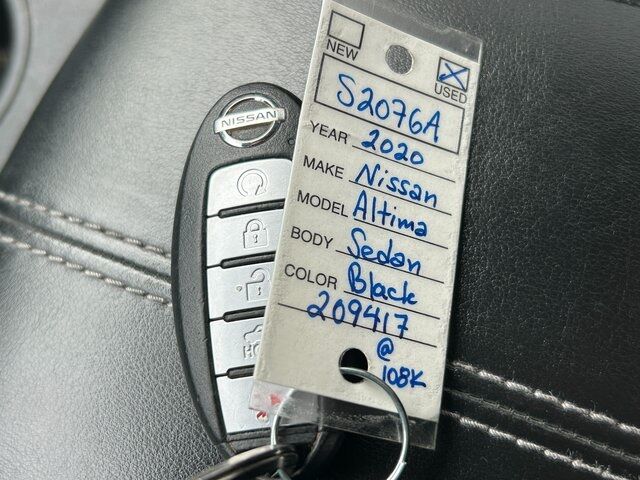 NEW
USED
S2076A
YEAR 2020
MAKE Nissan
MODEL Altima
BODY Sedan
COLOR Black
209417
@
108K
NISSAN